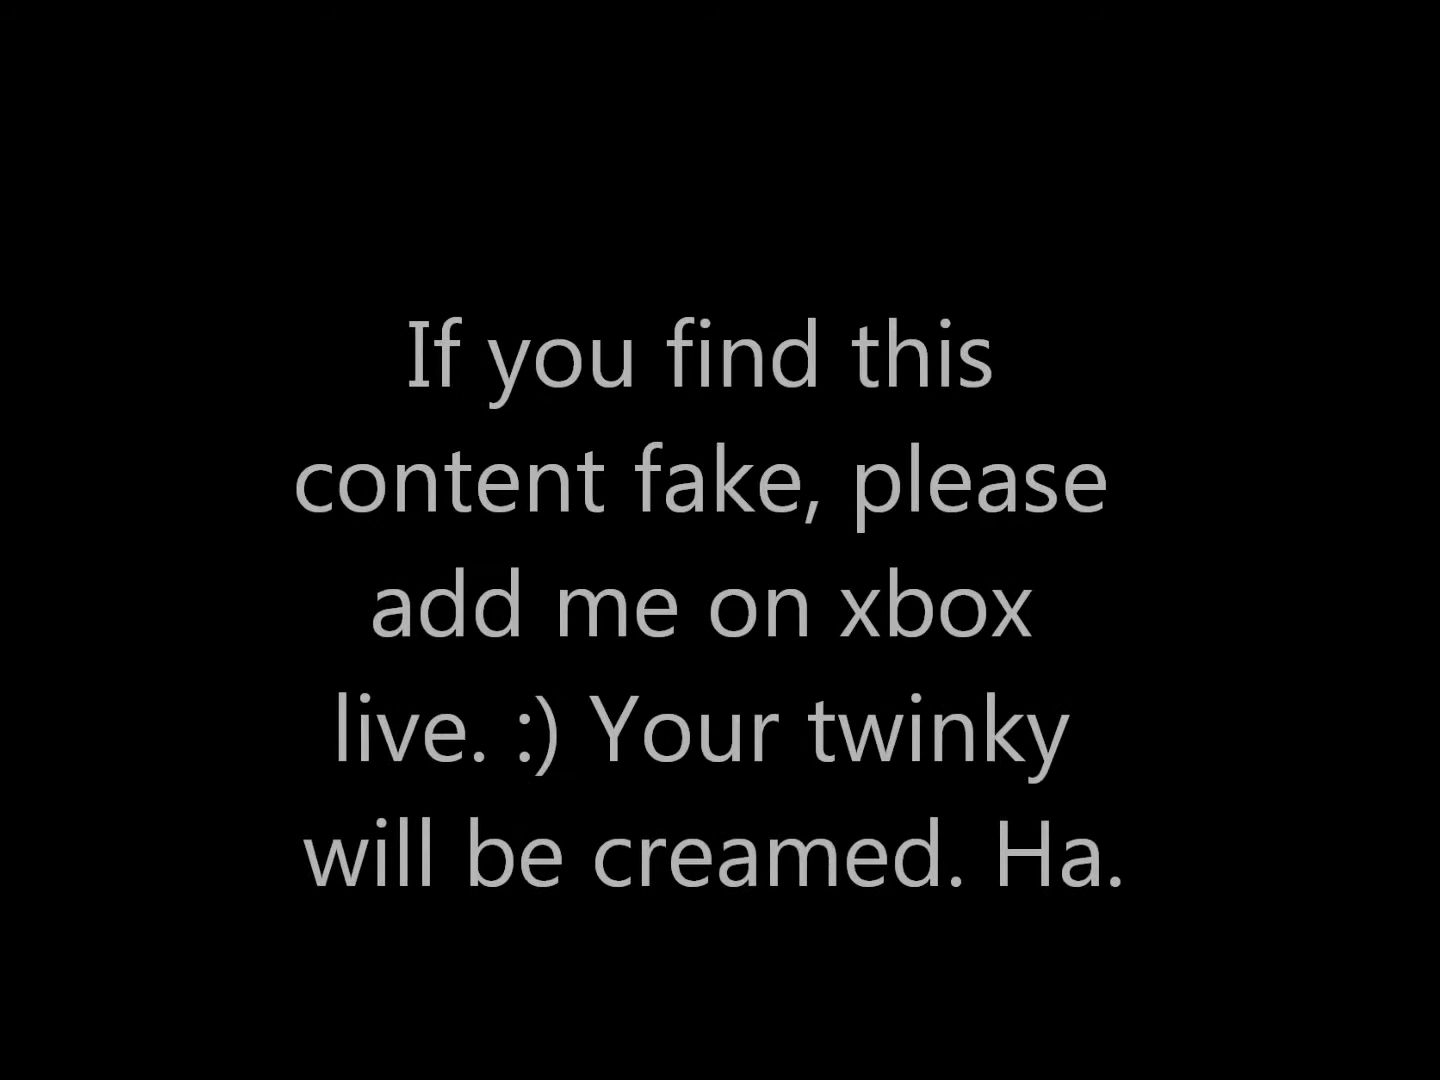 If you find this
content fake, please
add me on xbox
live. :) Your twinky
will be creamed. Ha.